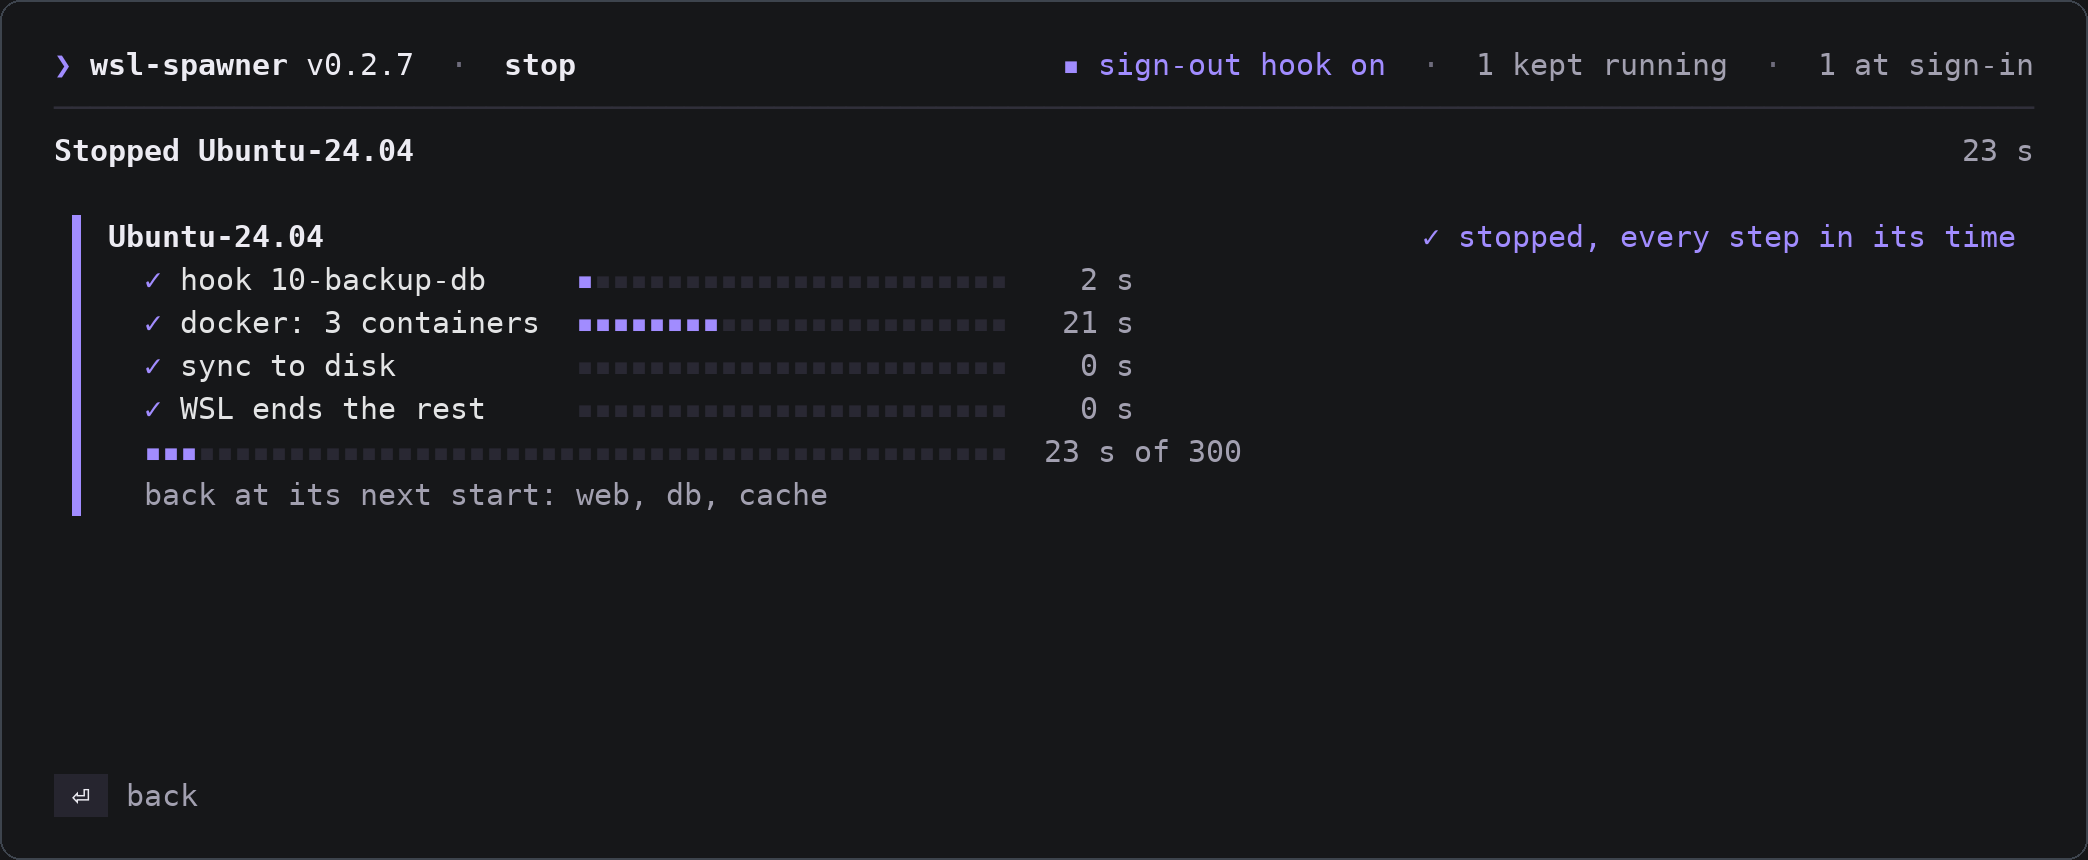 ❯ wsl-spawner v0.2.7 · stop ▪ sign-out hook on · 1 kept running · 1 at sign-in
Stopped Ubuntu-24.04 23 s
Ubuntu-24.04 ✓ stopped, every step in its time
✓ hook 10-backup-db 2 s
✓ docker: 3 containers 21 s
✓ sync to disk 0 s
✓ WSL ends the rest 0 s
23 s of 300
back at its next start: web, db, cache
⏎ back